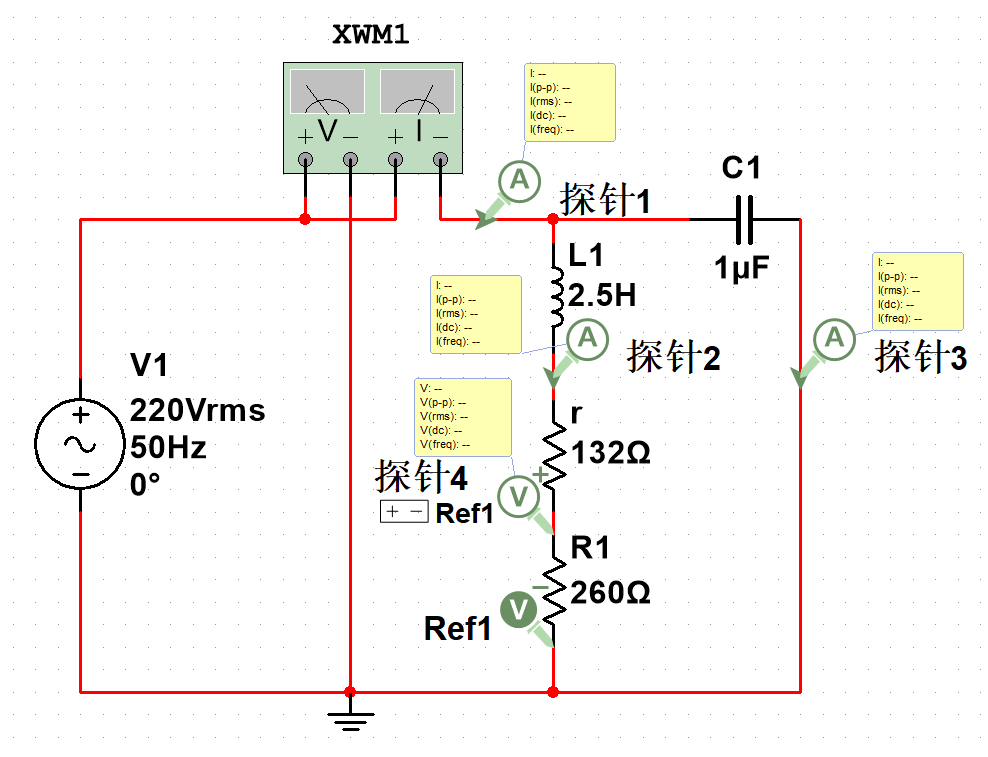 XWM1
V
I
I: --
I(p-p): --
I(rms): --
I(dc): --
I(freq): --
A
探针1
C1
1µF
L1
2.5H
I: --
I(p-p): --
I(rms): --
I(dc): --
I(freq): --
A
探针2
I: --
I(p-p): --
I(rms): --
I(dc): --
I(freq): --
A
探针3
V1
220Vrms
50Hz
0°
V: --
V(p-p): --
V(rms): --
V(dc): --
V(freq): --
r
132Ω
探针4
V
+ - Ref1
R1
260Ω
V
Ref1